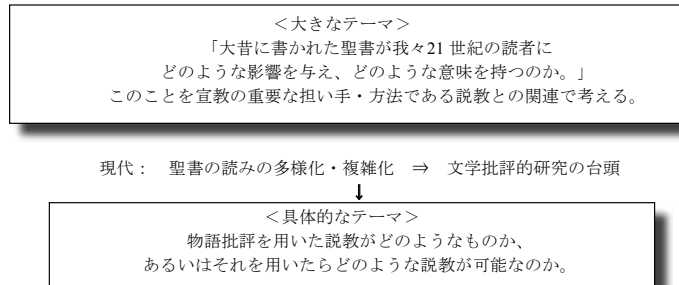 ＜大きなテーマ＞
「大昔に書かれた聖書が我々21 世紀の読者に
どのような影響を与え、どのような意味を持つのか。」
このことを宣教の重要な担い手・方法である説教との関連で考える。
現代： 聖書の読みの多様化・複雑化 ⇒ 文学批評的研究の台頭
↓
＜具体的なテーマ＞
物語批評を用いた説教がどのようなものか、
あるいはそれを用いたらどのような説教が可能なのか。